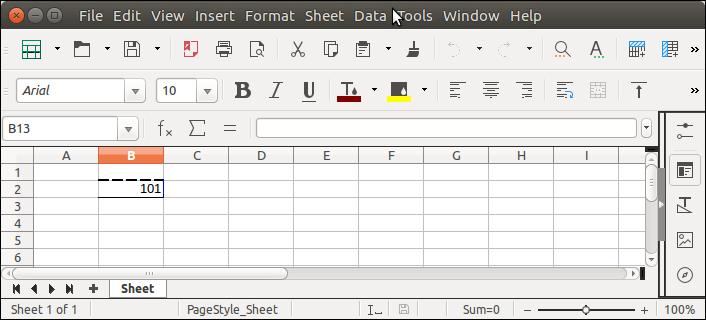 File Edit View Insert Format Sheet Data Tools Window Help
Arial 10 B I U T A
B13 fx Σ =
A B C D E F G H I
1
2 101
3
4
5
6
Sheet
Sheet 1 of 1 PageStyle_Sheet Sum=0 100%